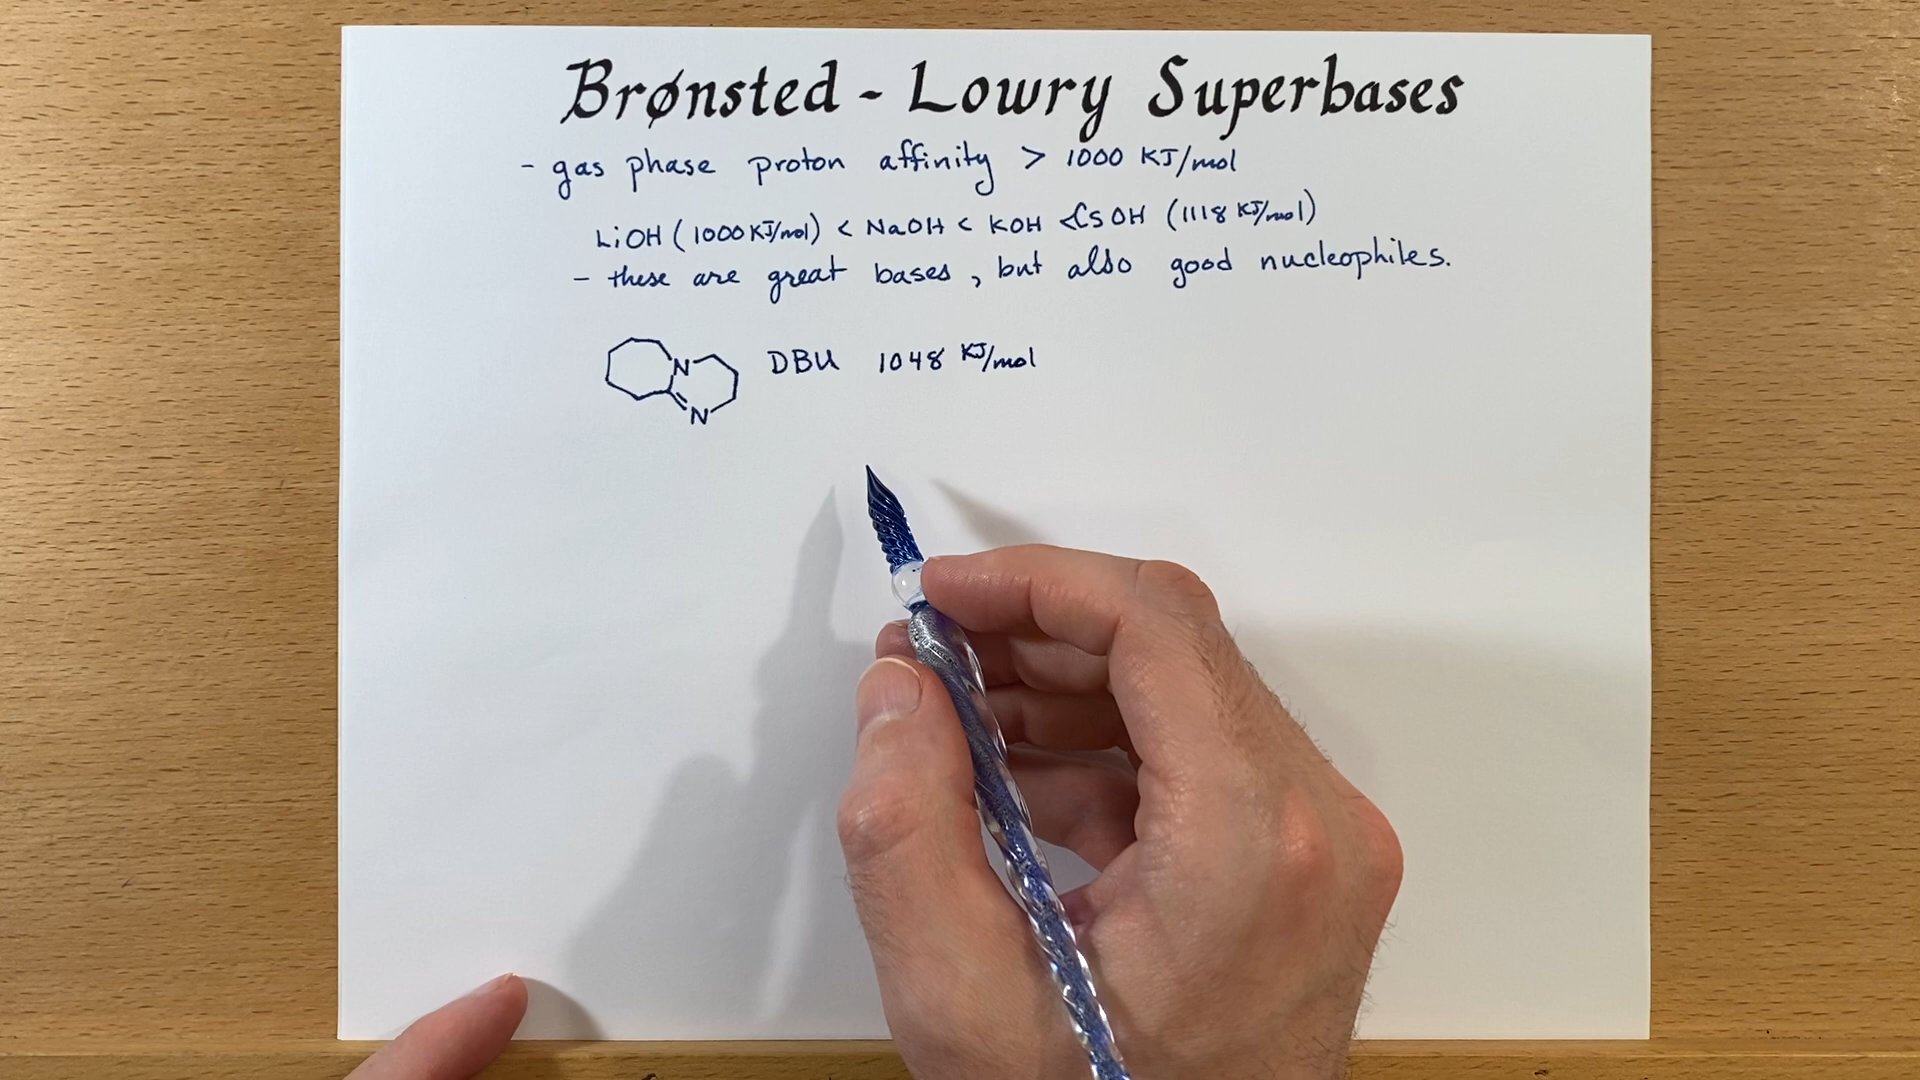 Brønsted - Lowry Superbases
- gas phase proton affinity > 1000 KJ/mol
LiOH (1000 KJ/mol) < NaOH < KOH < CsOH (1118 KJ/mol)
- these are great bases, but also good nucleophiles.
N DBU 1048 KJ/mol
N